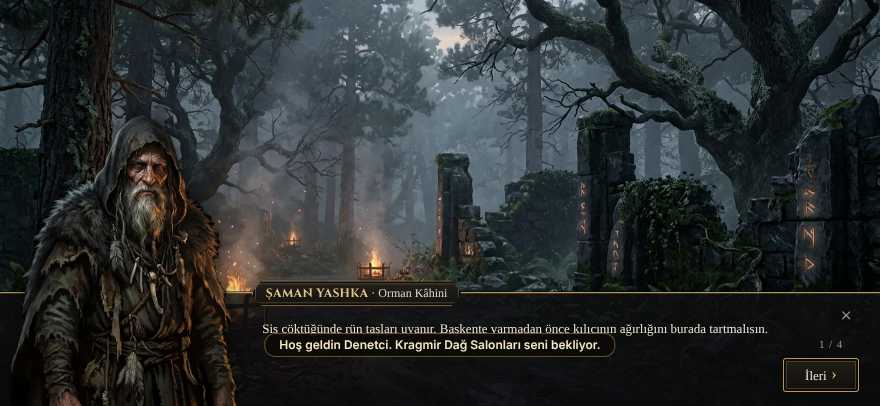 ŞAMAN YASHKA · Orman Kâhini
Sis çöktüğünde rün taşları uyanır. Başkente varmadan önce kılıcının ağırlığını burada tartmalısın.
Hoş geldin Denetçi. Kragmir Dağ Salonları seni bekliyor.
1 / 4
İleri ›